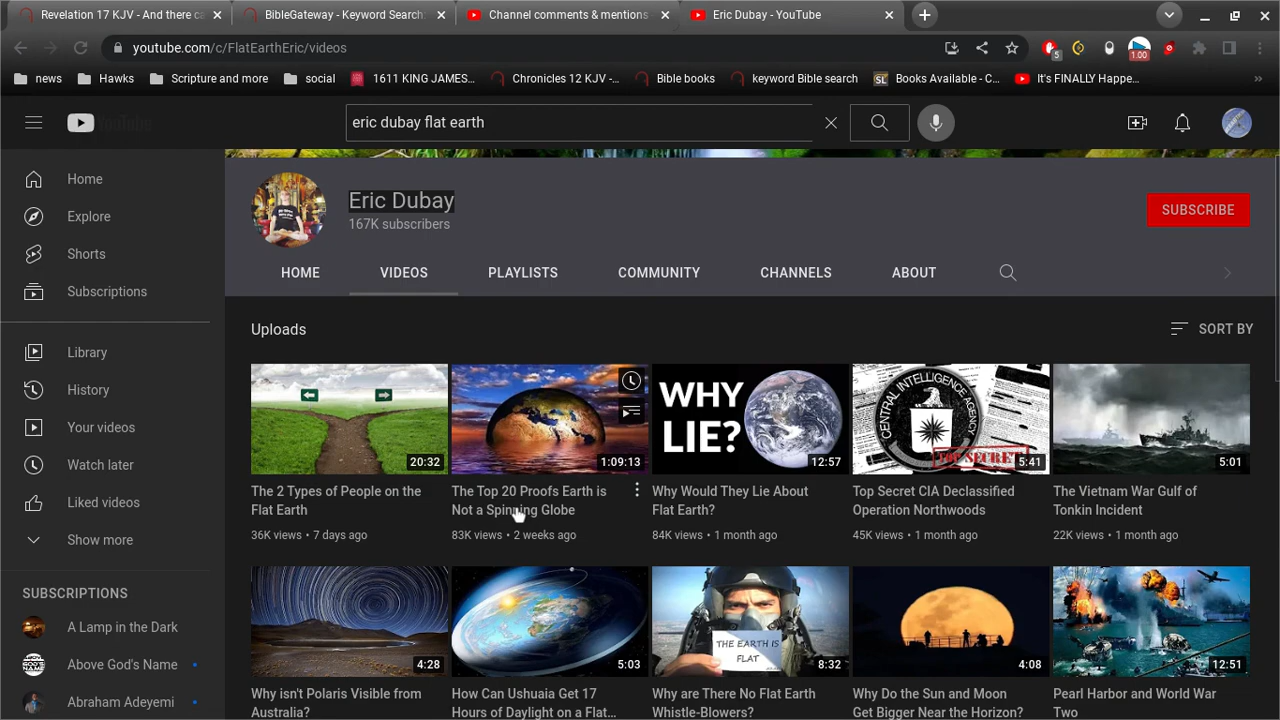 Revelation 17 KJV - And there ca
BibleGateway - Keyword Search:
Channel comments & mentions -
Eric Dubay - YouTube
youtube.com/c/FlatEarthEric/videos
5
1.00
news
Hawks
Scripture and more
social
1611 KING JAMES...
Chronicles 12 KJV -...
Bible books
keyword Bible search
SL
Books Available - C...
It's FINALLY Happe...
»
YouTube
eric dubay flat earth
Home
Explore
Shorts
Subscriptions
Library
History
Your videos
Watch later
Liked videos
Show more
SUBSCRIPTIONS
A Lamp in the Dark
Above God's Name
Abraham Adeyemi
Eric Dubay
167K subscribers
SUBSCRIBE
HOME
VIDEOS
PLAYLISTS
COMMUNITY
CHANNELS
ABOUT
Uploads
SORT BY
20:32
The 2 Types of People on the
Flat Earth
36K views • 7 days ago
1:09:13
The Top 20 Proofs Earth is
Not a Spinning Globe
83K views • 2 weeks ago
WHY
LIE?
12:57
Why Would They Lie About
Flat Earth?
84K views • 1 month ago
CENTRAL INTELLIGENCE AGENCY
TOP SECRET
5:41
Top Secret CIA Declassified
Operation Northwoods
45K views • 1 month ago
5:01
The Vietnam War Gulf of
Tonkin Incident
22K views • 1 month ago
4:28
Why isn't Polaris Visible from
Australia?
5:03
How Can Ushuaia Get 17
Hours of Daylight on a Flat...
THE EARTH IS
FLAT
8:32
Why are There No Flat Earth
Whistle-Blowers?
4:08
Why Do the Sun and Moon
Get Bigger Near the Horizon?
12:51
Pearl Harbor and World War
Two